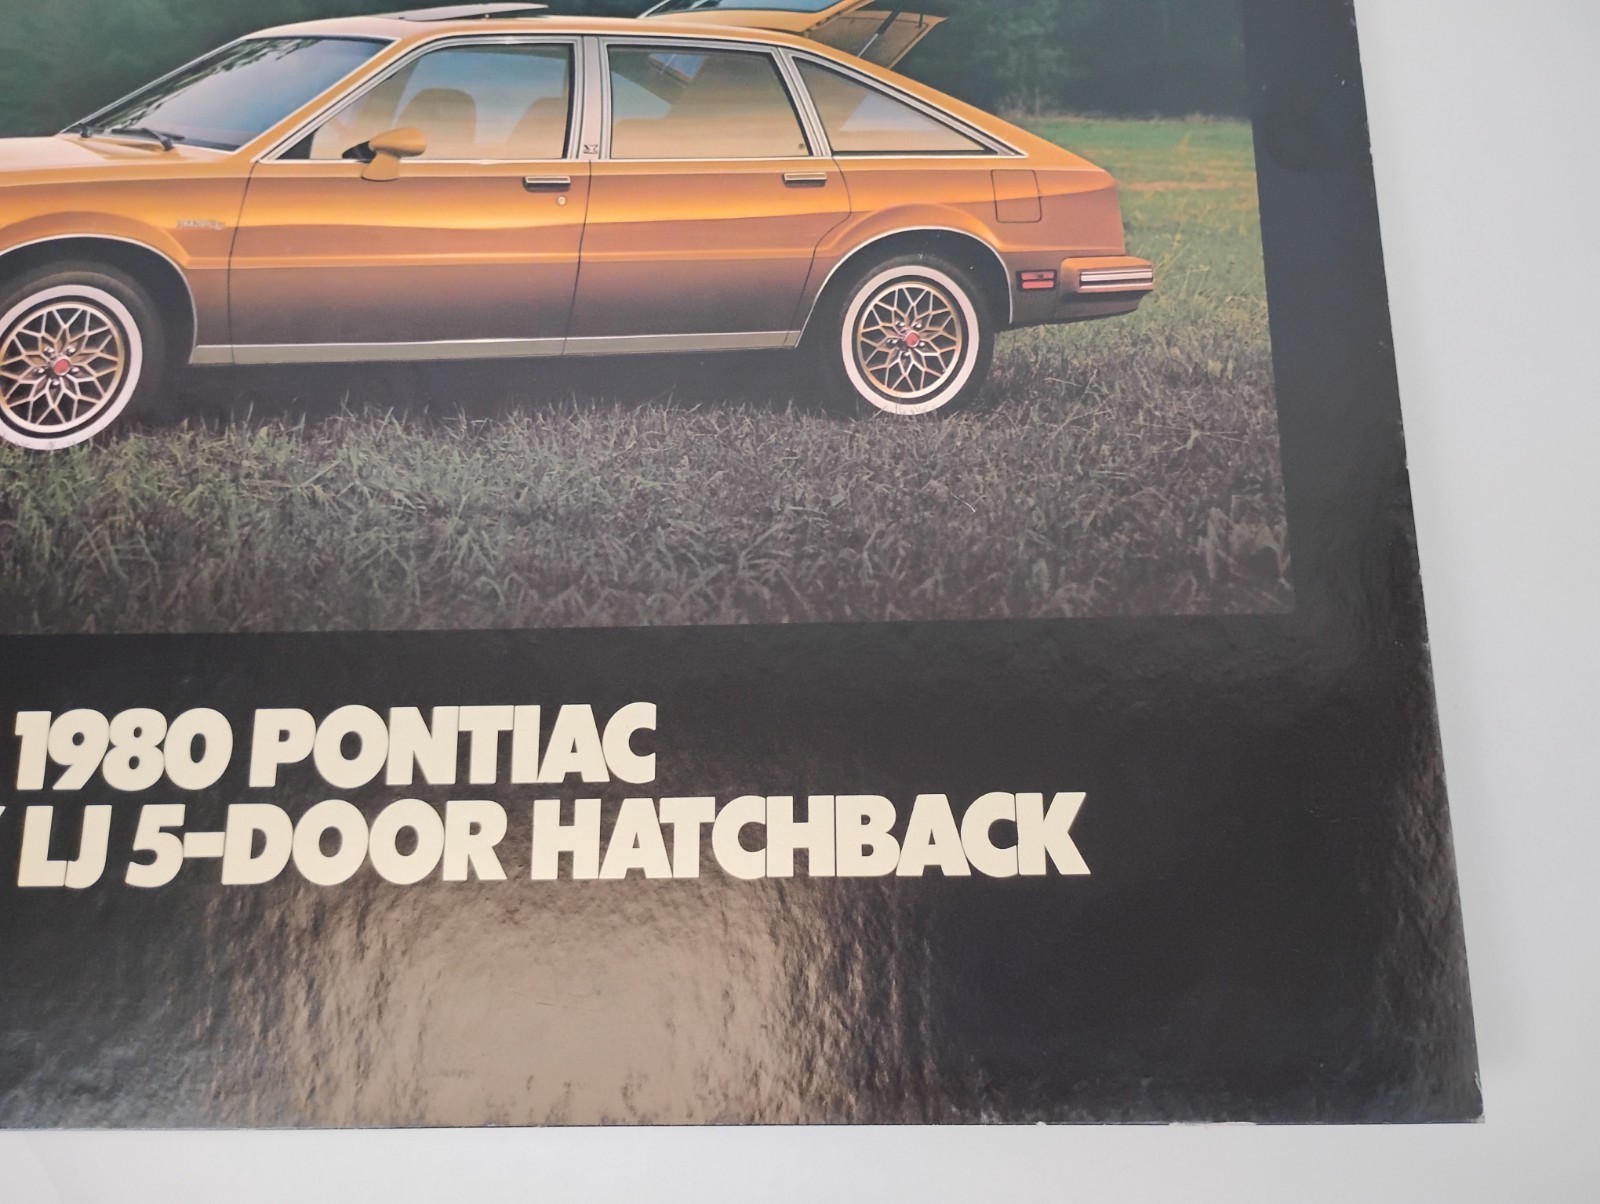 1980 PONTIAC
LJ 5-DOOR HATCHBACK